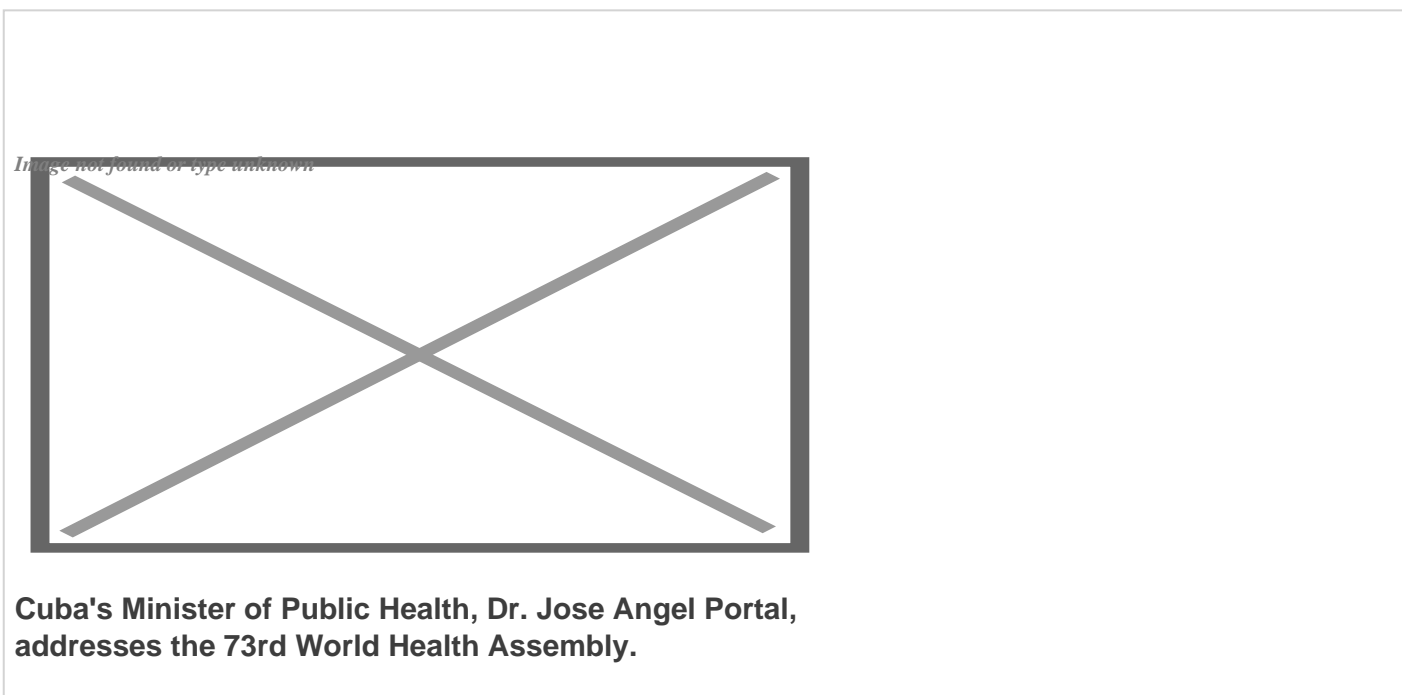 Image not found or type unknown
Cuba's Minister of Public Health, Dr. Jose Angel Portal,
addresses the 73rd World Health Assembly.